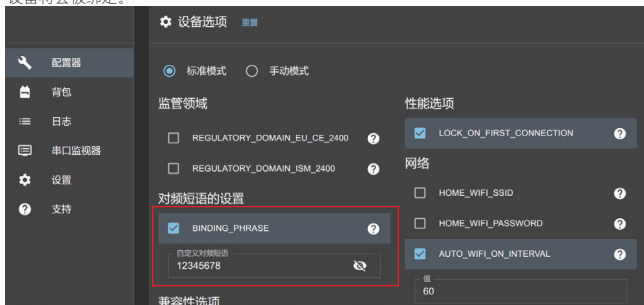 设备将会被绑定。
设备选项 重置
配置器
背包
日志
串口监视器
设置
支持
标准模式 手动模式
监管领域
REGULATORY_DOMAIN_EU_CE_2400
REGULATORY_DOMAIN_ISM_2400
对频短语的设置
BINDING_PHRASE
自定义对频短语
12345678
兼容性选项
性能选项
LOCK_ON_FIRST_CONNECTION
网络
HOME_WIFI_SSID
HOME_WIFI_PASSWORD
AUTO_WIFI_ON_INTERVAL
值
60